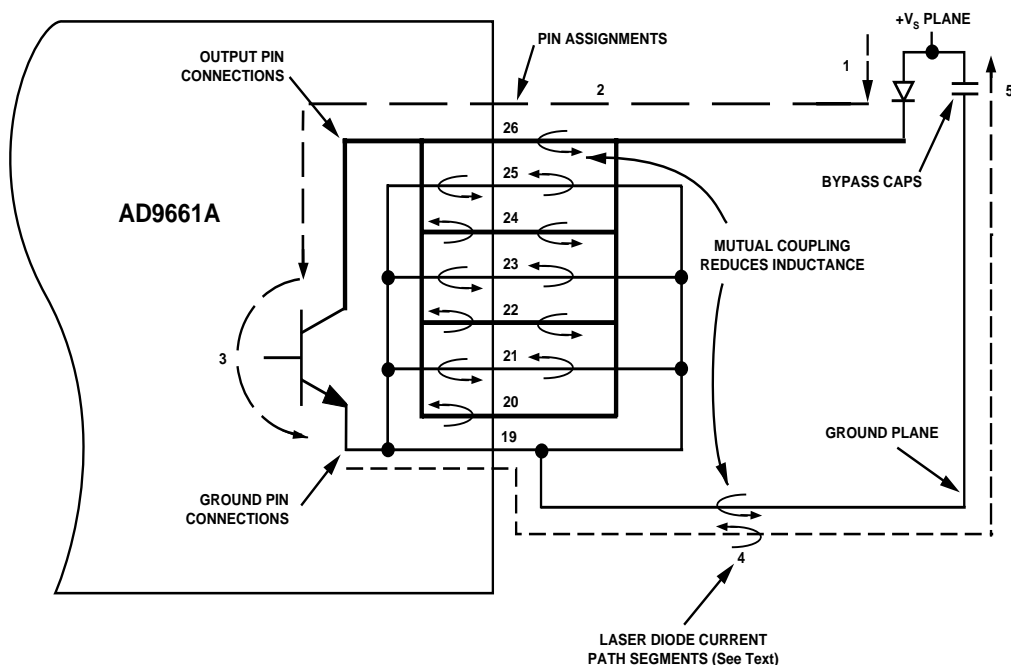 +VS PLANE
PIN ASSIGNMENTS
OUTPUT PIN
CONNECTIONS
1
2
5
26
BYPASS CAPS
25
AD9661A
24
MUTUAL COUPLING
REDUCES INDUCTANCE
23
22
3
21
20
19
GROUND PLANE
GROUND PIN
CONNECTIONS
4
LASER DIODE CURRENT
PATH SEGMENTS (See Text)